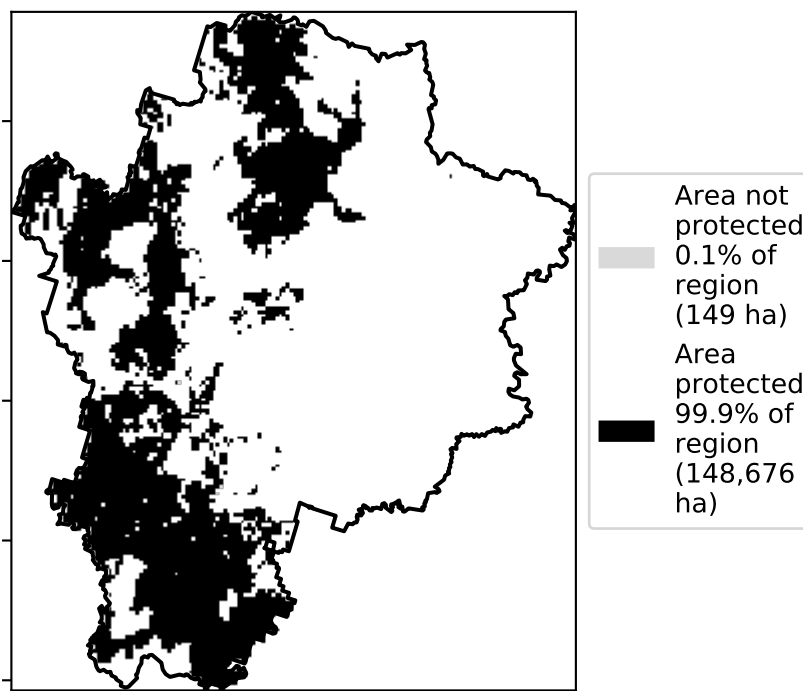 Area not
protected
0.1% of
region
(149 ha)
Area
protected
99.9% of
region
(148,676
ha)